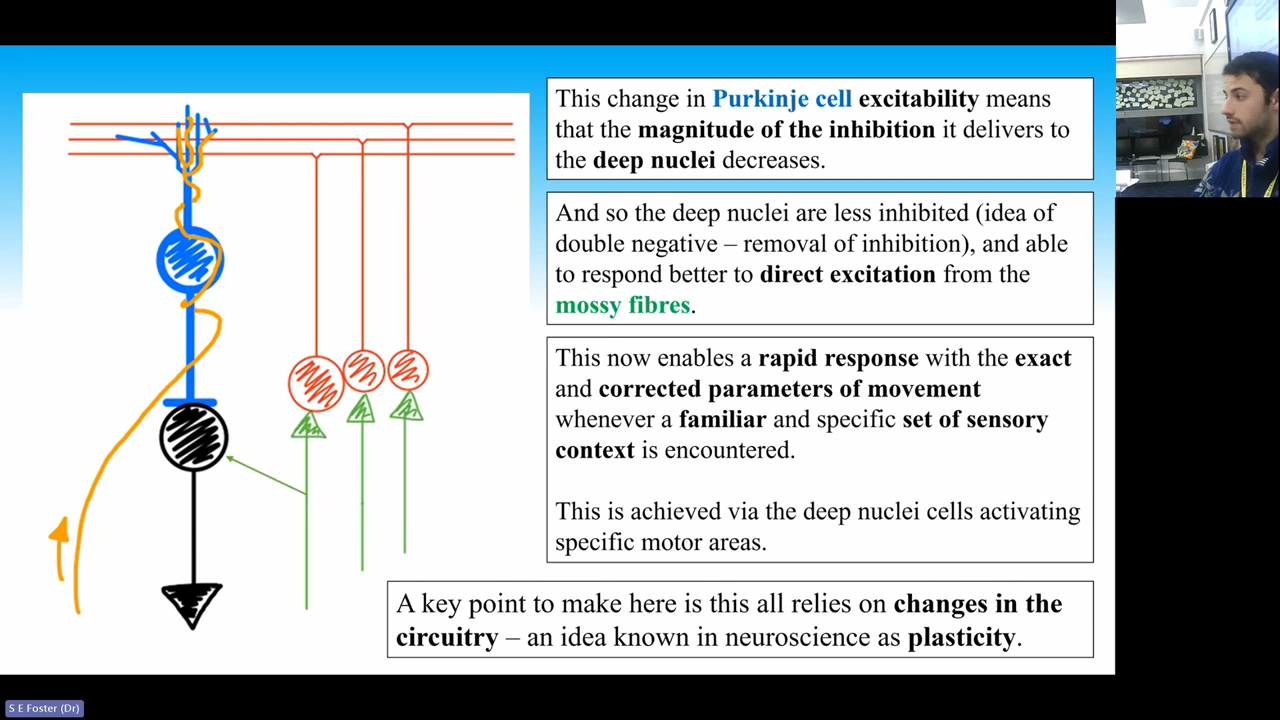 This change in Purkinje cell excitability means
that the magnitude of the inhibition it delivers to
the deep nuclei decreases.
And so the deep nuclei are less inhibited (idea of
double negative – removal of inhibition), and able
to respond better to direct excitation from the
mossy fibres.
This now enables a rapid response with the exact
and corrected parameters of movement
whenever a familiar and specific set of sensory
context is encountered.
This is achieved via the deep nuclei cells activating
specific motor areas.
A key point to make here is this all relies on changes in the
circuitry – an idea known in neuroscience as plasticity.
S E Foster (Dr)